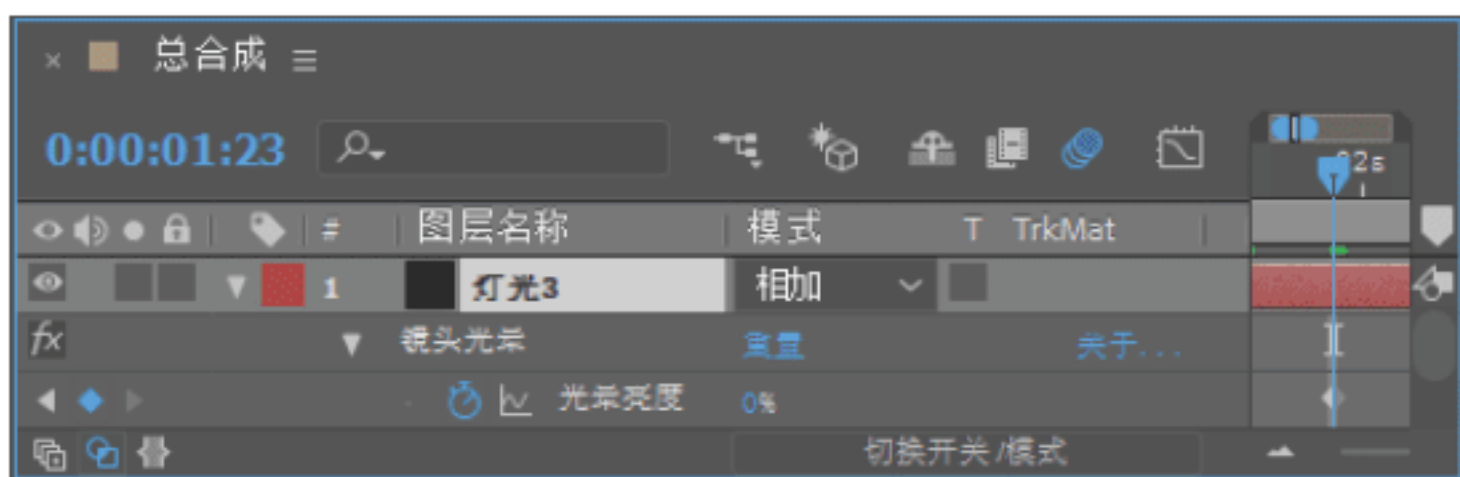 总合成
0:00:01:23
02s
# 图层名称 模式 T TrkMat
1 灯光3 相加
fx 镜头光晕 重置 关于...
光晕亮度 0%
切换开关/模式